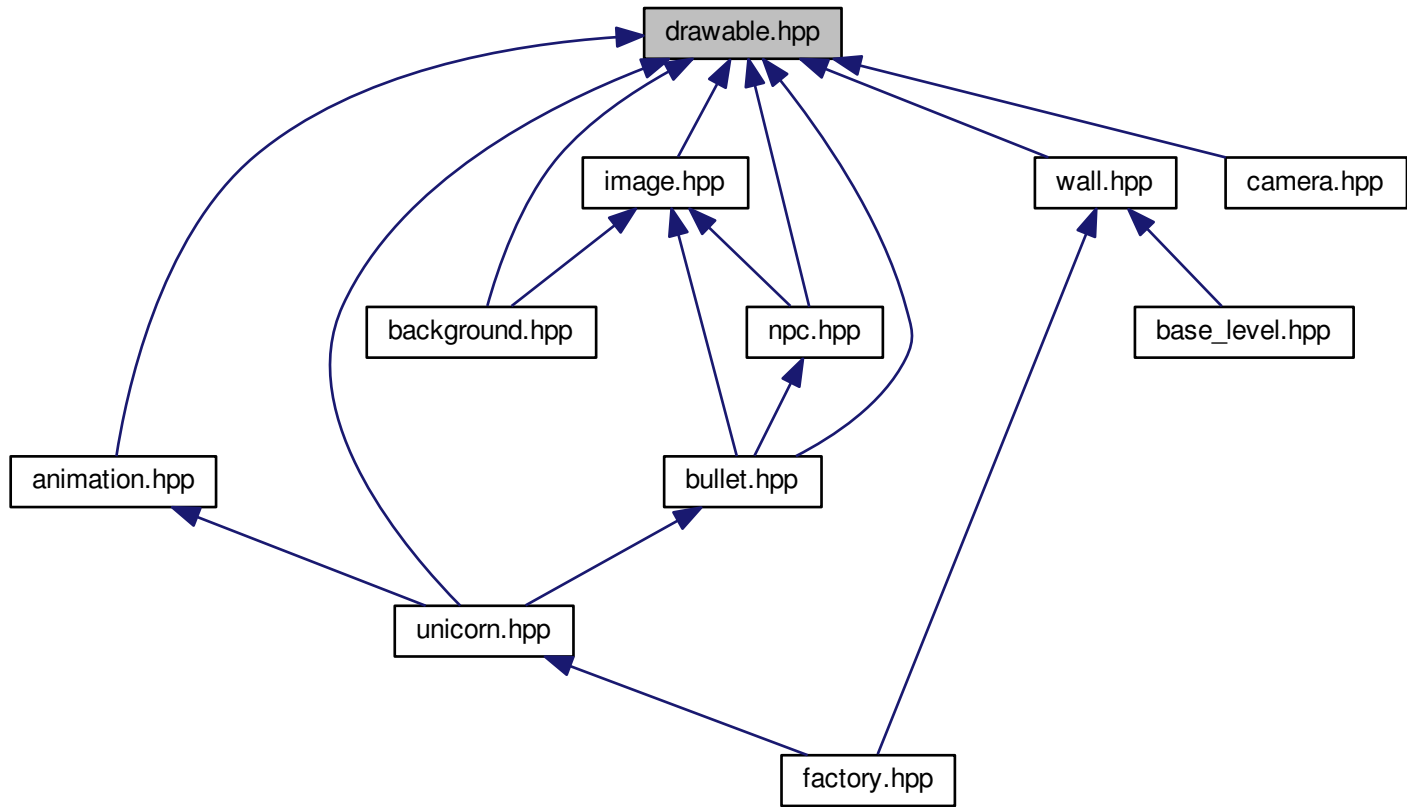 drawable.hpp
image.hpp
wall.hpp
camera.hpp
background.hpp
npc.hpp
base_level.hpp
animation.hpp
bullet.hpp
unicorn.hpp
factory.hpp